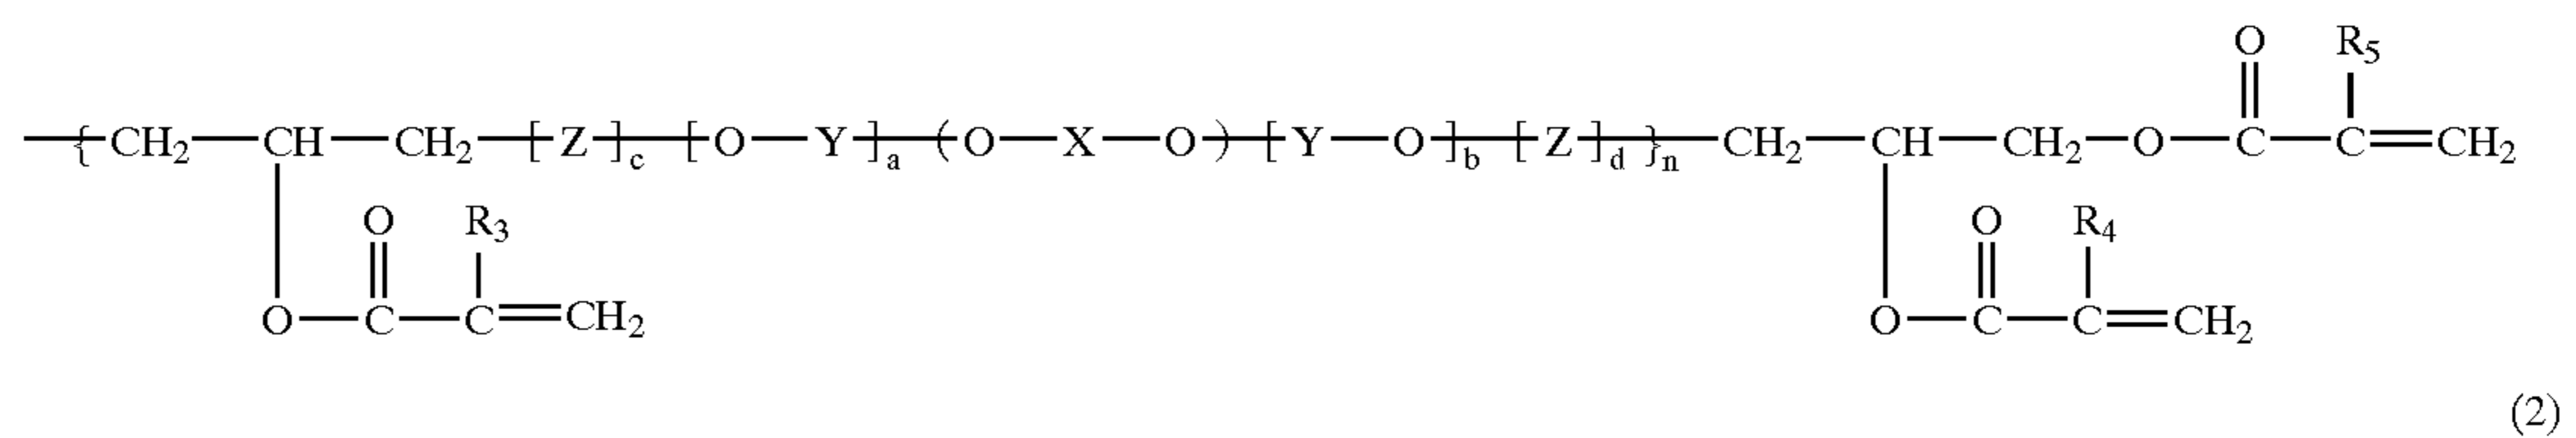 O R5
—{CH2—CH—CH2—[Z]c—[O—Y]a—(O—X—O)—[Y—O]b—[Z]d—}n—CH2—CH—CH2—O—C—C=CH2
O R3 O R4
O—C—C=CH2 O—C—C=CH2
(2)